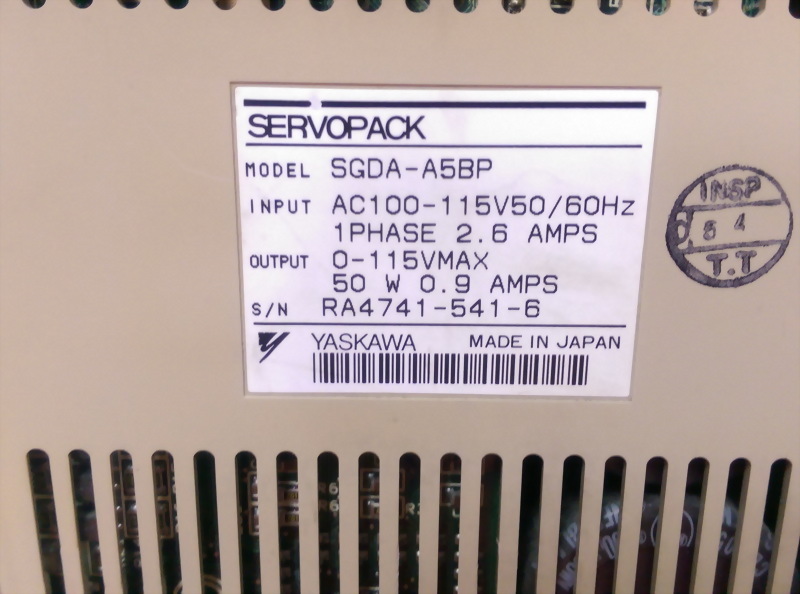 SERVOPACK
MODEL SGDA-A5BP
INPUT AC100-115V50/60Hz
1PHASE 2.6 AMPS
OUTPUT 0-115VMAX
50 W 0.9 AMPS
S/N RA4741-541-6
YASKAWA MADE IN JAPAN
INSP
5 4
T.T